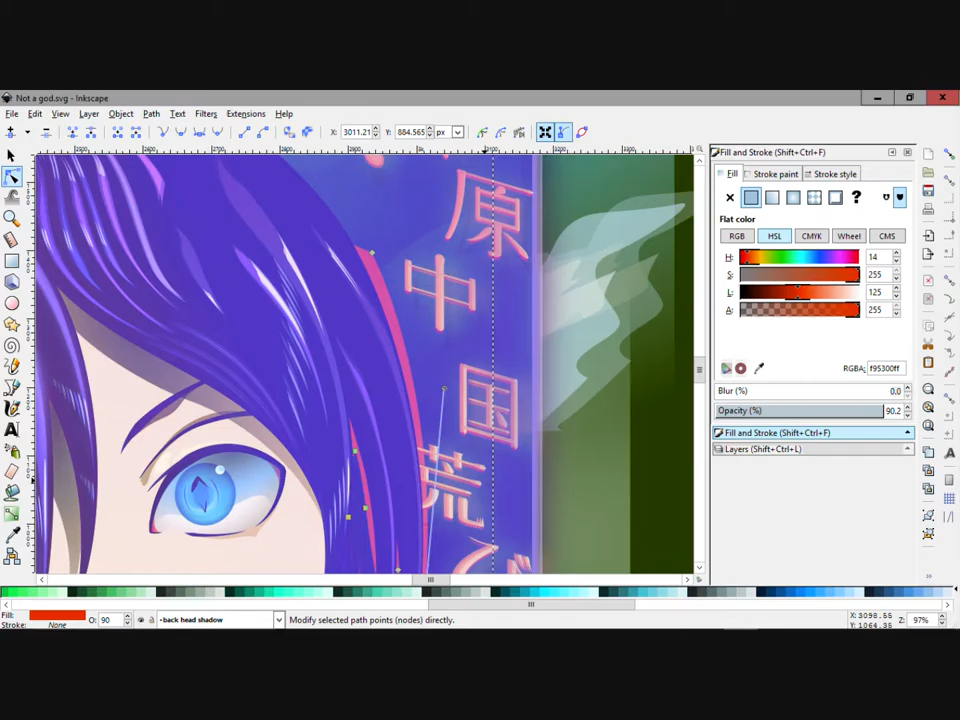 Not a god.svg - Inkscape
File Edit View Layer Object Path Text Filters Extensions Help
X: 3011.21 Y: 884.565 px
Fill and Stroke (Shift+Ctrl+F)
Fill Stroke paint Stroke style
Flat color
RGB HSL CMYK Wheel CMS
H: 14
S: 255
L: 125
A: 255
RGBA: f95300ff
Blur (%) 0.0
Opacity (%) 90.2
Fill and Stroke (Shift+Ctrl+F)
Layers (Shift+Ctrl+L)
原
中
国
荒
Fill:
Stroke: None
O: 90
back head shadow
Modify selected path points (nodes) directly.
X: 3098.55
Y: 1064.35
Z: 97%